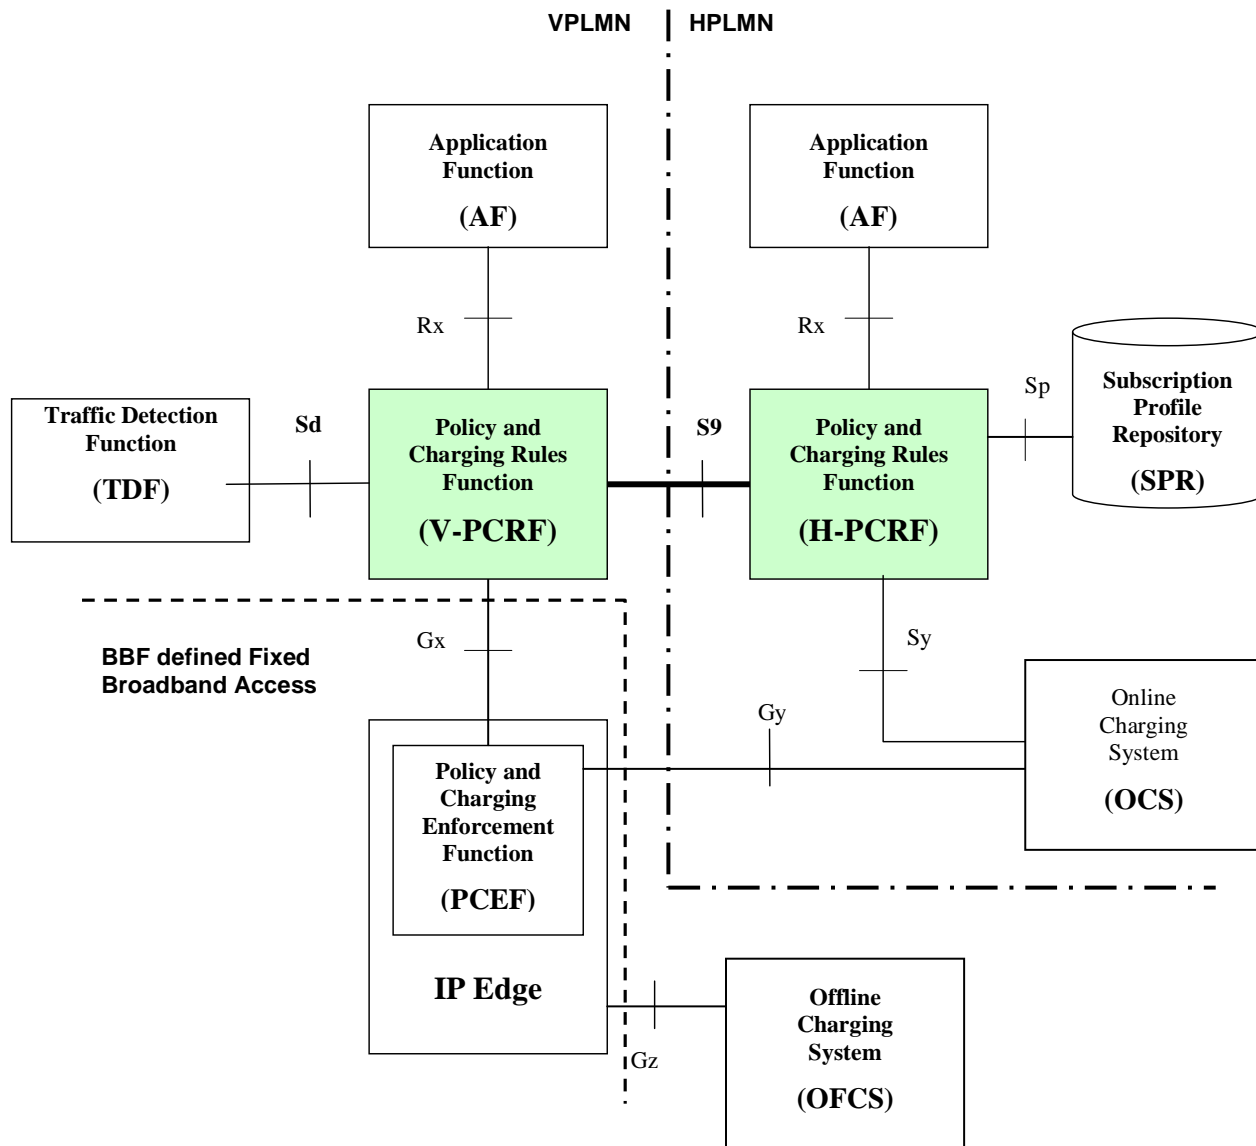 VPLMN
HPLMN
Application
Function
(AF)
Application
Function
(AF)
Rx
Rx
Traffic Detection
Function
(TDF)
Sd
Policy and
Charging Rules
Function
(V-PCRF)
S9
Policy and
Charging Rules
Function
(H-PCRF)
Sp
Subscription
Profile
Repository
(SPR)
BBF defined Fixed
Broadband Access
Gx
Sy
Gy
Policy and
Charging
Enforcement
Function
(PCEF)
IP Edge
Online
Charging
System
(OCS)
Gz
Offline
Charging
System
(OFCS)